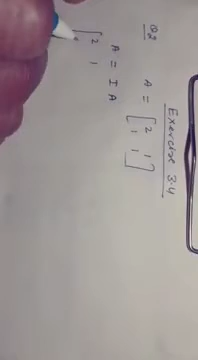 Exercise 3.4
Q2 A = [ 2 1
1 1 ]
A = I A
[ 2 1